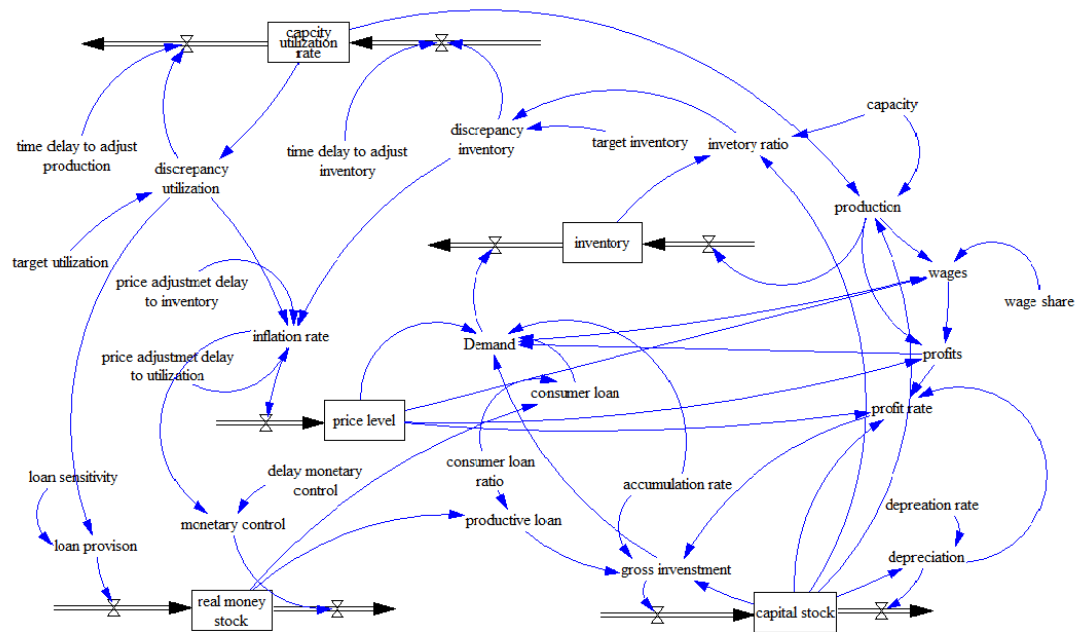 capcity
utilization
rate
time delay to adjust
production
discrepancy
utilization
time delay to adjust
inventory
discrepancy
inventory
target inventory
invetory ratio
capacity
production
inventory
target utilization
price adjustmet delay
to inventory
wages
wage share
inflation rate
Demand
profits
price adjustmet delay
to utilization
consumer loan
profit rate
price level
loan sensitivity
delay monetary
control
consumer loan
ratio
accumulation rate
depreation rate
monetary control
productive loan
loan provison
gross invenstment
depreciation
real money
stock
capital stock